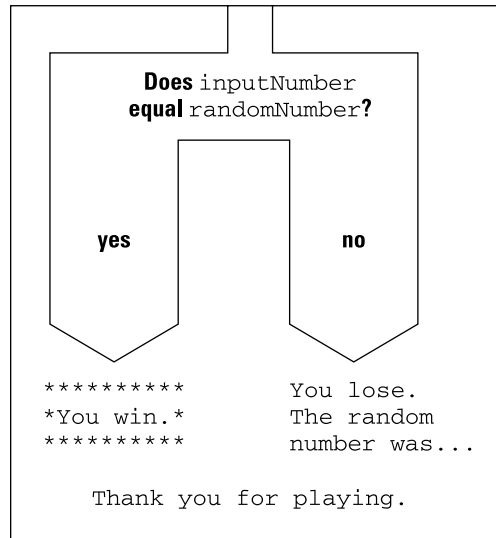 Does inputNumber
equal randomNumber?
yes
no
**********
*You win.*
**********
You lose.
The random
number was...
Thank you for playing.